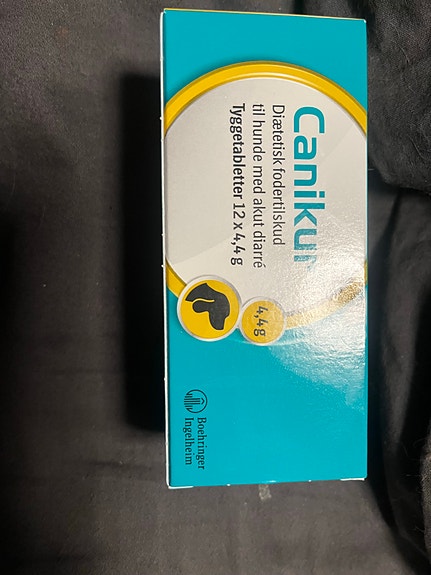 Canikur
Diætetisk fodertilskud
til hunde med akut diarré
Tyggetabletter 12 x 4,4 g
4,4g
Boehringer
Ingelheim